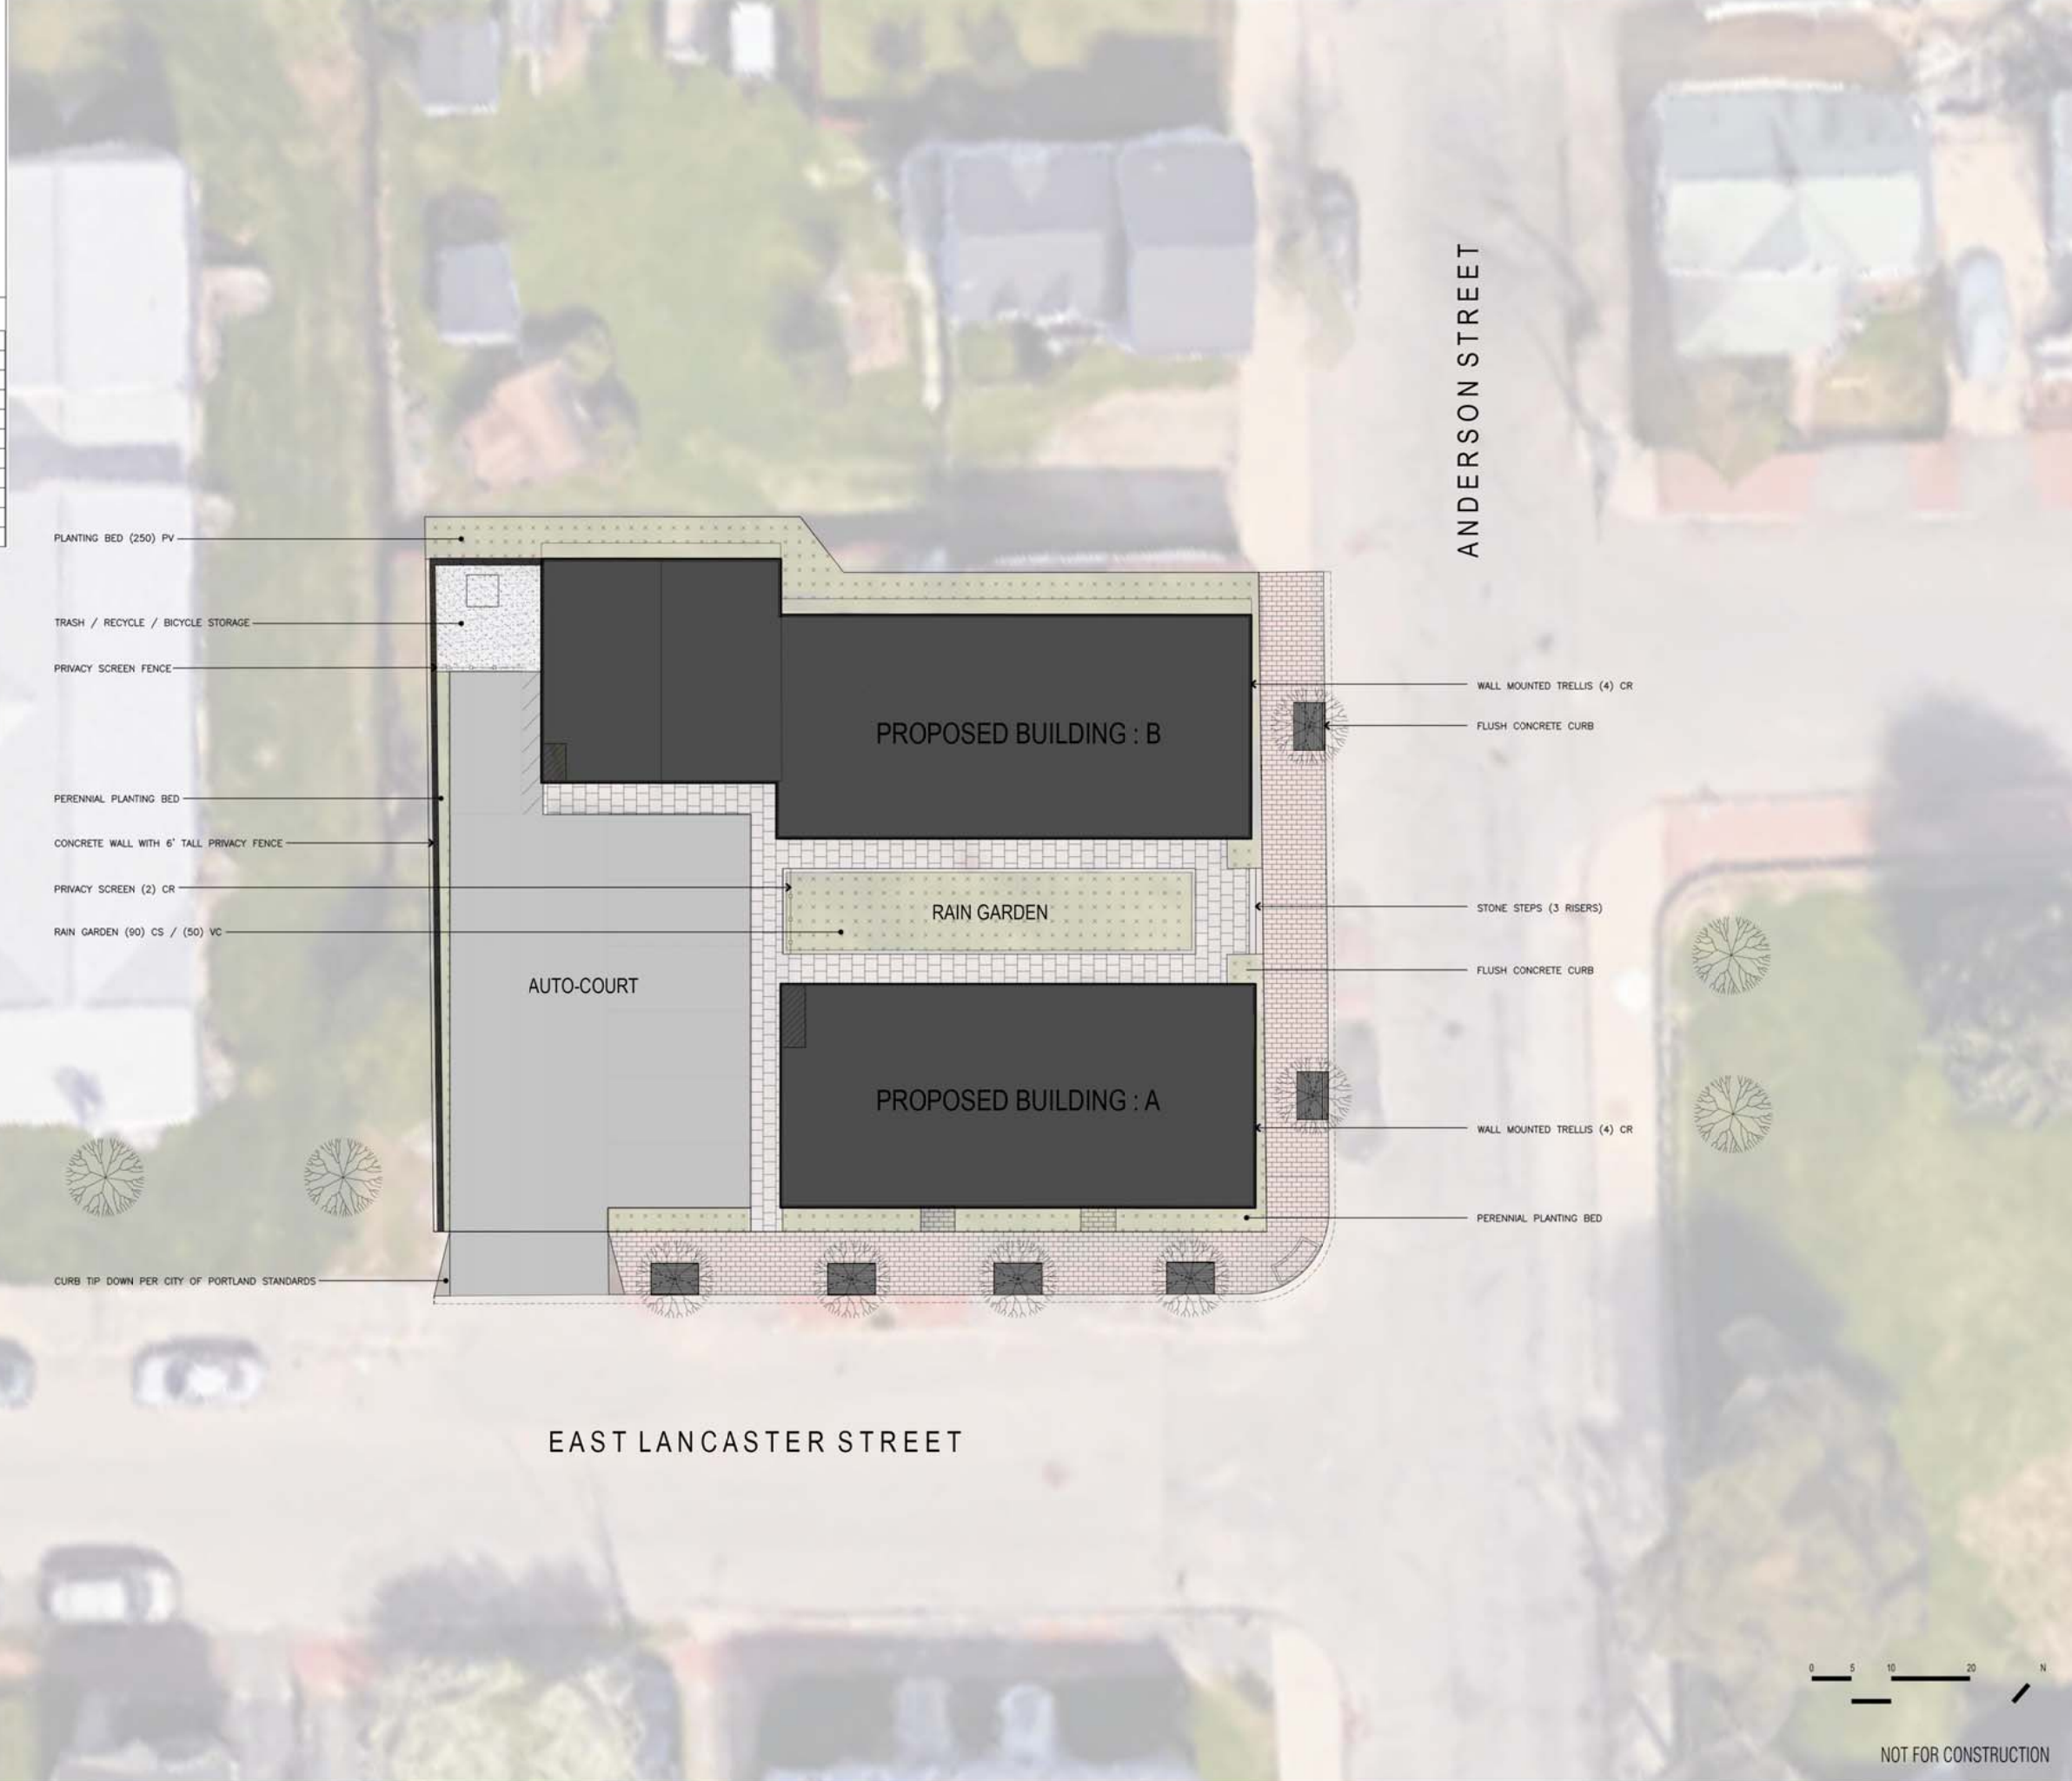 ANDERSON STREET
PLANTING BED (250) PV
TRASH / RECYCLE / BICYCLE STORAGE
PRIVACY SCREEN FENCE
PERENNIAL PLANTING BED
CONCRETE WALL WITH 6' TALL PRIVACY FENCE
PRIVACY SCREEN (2) CR
RAIN GARDEN (90) CS / (50) VC
CURB TIP DOWN PER CITY OF PORTLAND STANDARDS
PROPOSED BUILDING : B
RAIN GARDEN
AUTO-COURT
PROPOSED BUILDING : A
WALL MOUNTED TRELLIS (4) CR
FLUSH CONCRETE CURB
STONE STEPS (3 RISERS)
FLUSH CONCRETE CURB
WALL MOUNTED TRELLIS (4) CR
PERENNIAL PLANTING BED
EAST LANCASTER STREET
0 5 10 20 N
NOT FOR CONSTRUCTION